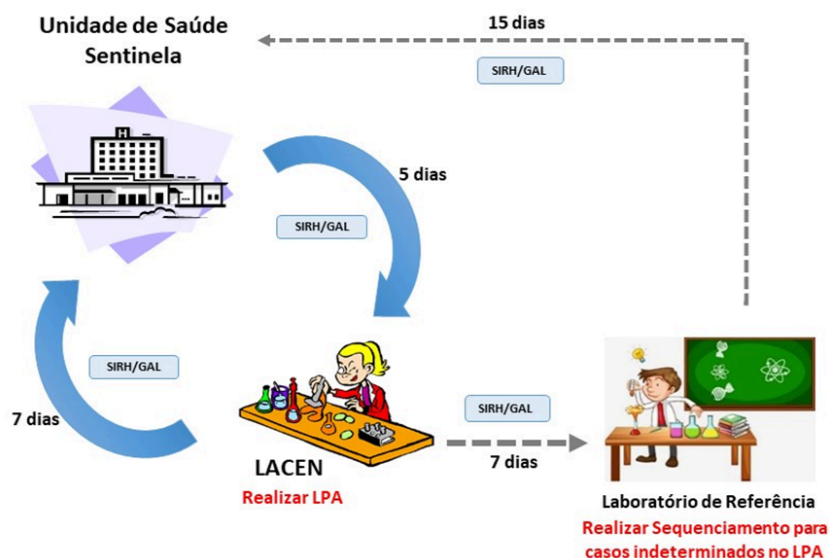 Unidade de Saúde
Sentinela
15 dias
SIRH/GAL
5 dias
SIRH/GAL
SIRH/GAL
7 dias
SIRH/GAL
7 dias
LACEN
Realizar LPA
Laboratório de Referência
Realizar Sequenciamento para
casos indeterminados no LPA